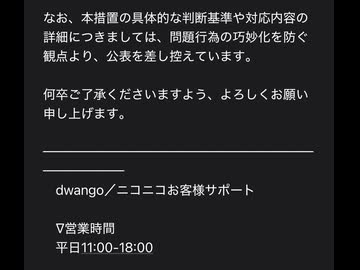 なお、本措置の具体的な判断基準や対応内容の
詳細につきましては、問題行為の巧妙化を防ぐ
観点より、公表を差し控えています。
何卒ご了承くださいますよう、よろしくお願い
申し上げます。
dwango／ニコニコお客様サポート
∇営業時間
平日11:00-18:00